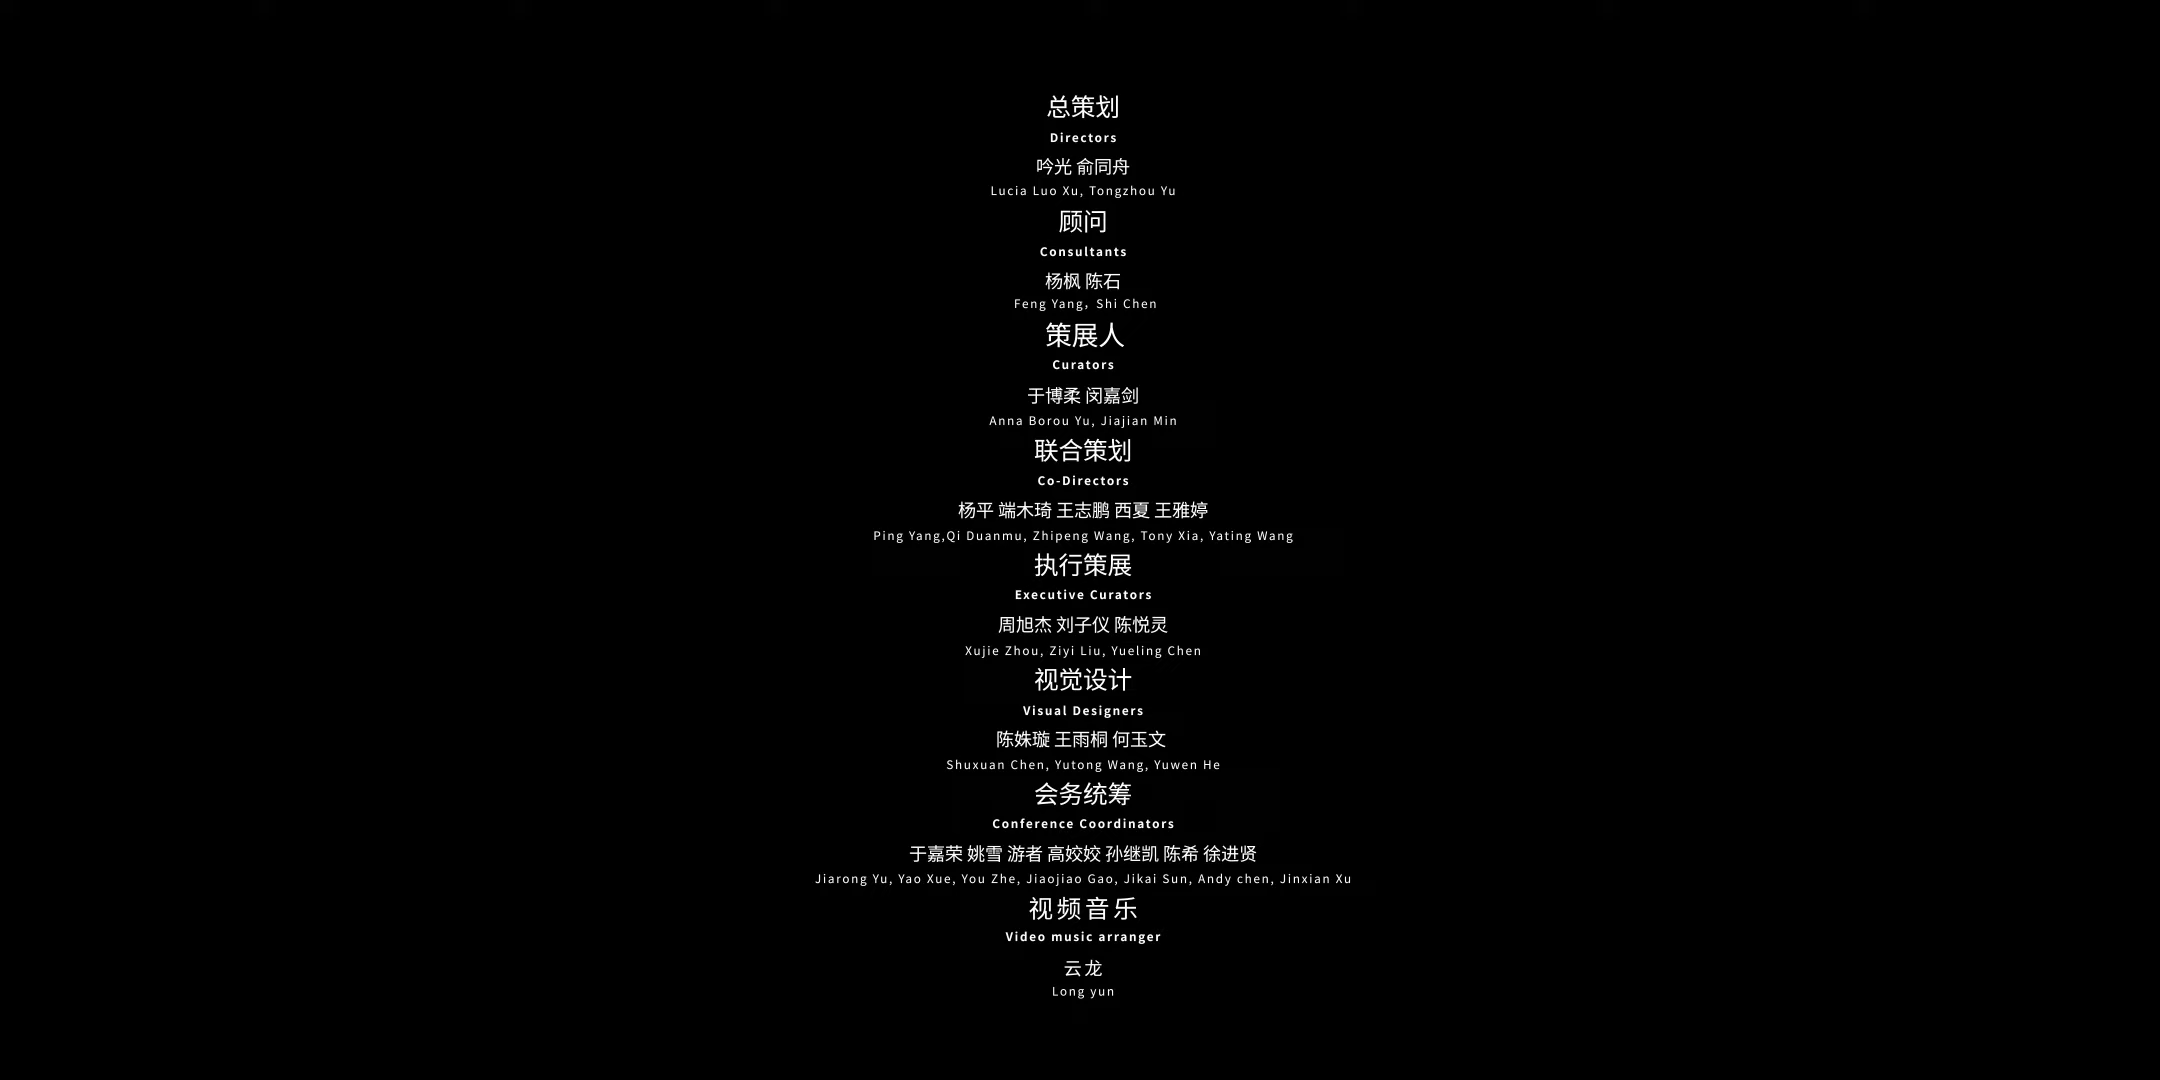 总策划
Directors
吟光 俞同舟
Lucia Luo Xu, Tongzhou Yu
顾问
Consultants
杨枫 陈石
Feng Yang，Shi Chen
策展人
Curators
于博柔 闵嘉剑
Anna Borou Yu, Jiajian Min
联合策划
Co-Directors
杨平 端木琦 王志鹏 西夏 王雅婷
Ping Yang,Qi Duanmu, Zhipeng Wang, Tony Xia, Yating Wang
执行策展
Executive Curators
周旭杰 刘子仪 陈悦灵
Xujie Zhou, Ziyi Liu, Yueling Chen
视觉设计
Visual Designers
陈姝璇 王雨桐 何玉文
Shuxuan Chen, Yutong Wang, Yuwen He
会务统筹
Conference Coordinators
于嘉荣 姚雪 游者 高姣姣 孙继凯 陈希 徐进贤
Jiarong Yu, Yao Xue, You Zhe, Jiaojiao Gao, Jikai Sun, Andy chen, Jinxian Xu
视频音乐
Video music arranger
云龙
Long yun